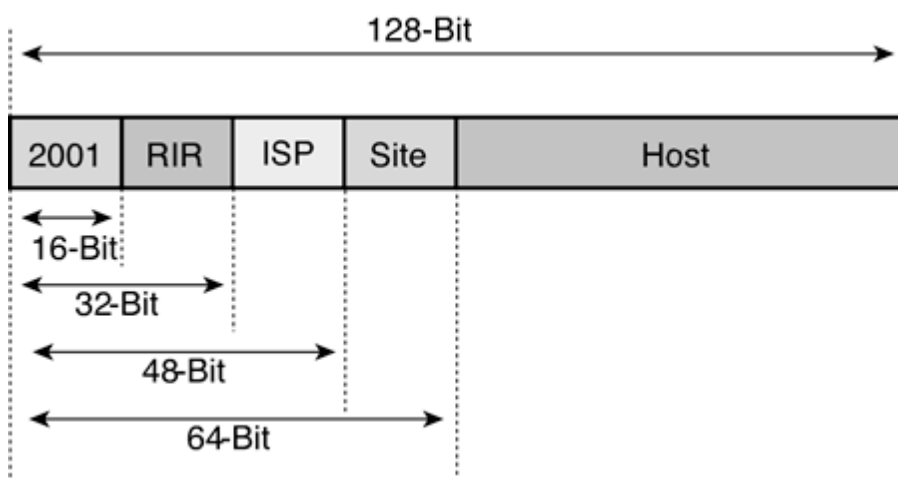 128-Bit
2001 RIR ISP Site Host
16-Bit
32-Bit
48-Bit
64-Bit